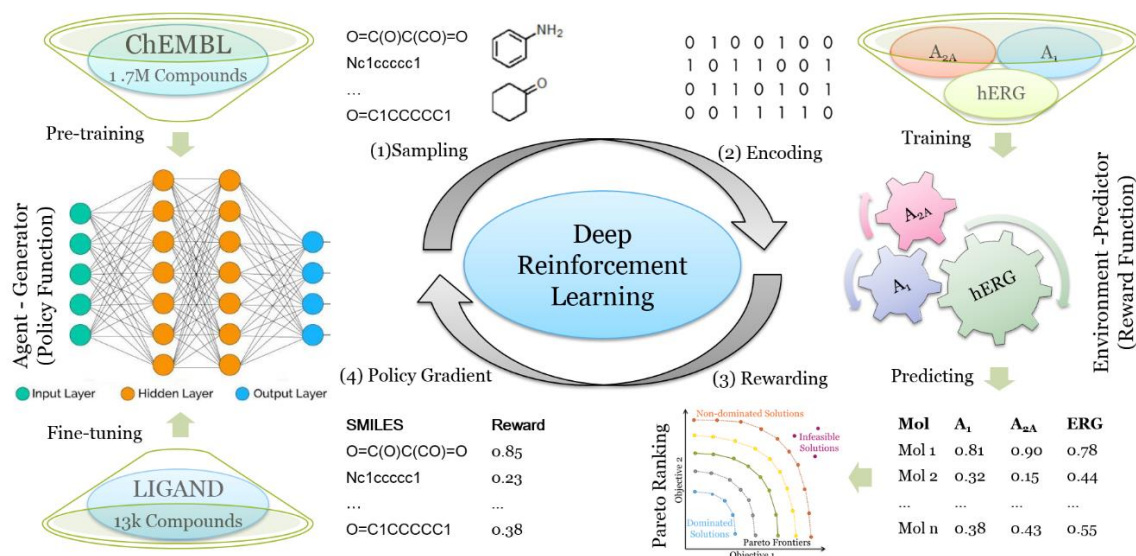 ChEMBL
1.7M Compounds
Pre-training
Agent - Generator
(Policy Function)
Input Layer Hidden Layer Output Layer
Fine-tuning
LIGAND
13k Compounds
O=C(O)C(CO)=O
Nc1ccccc1
...
O=C1CCCCC1
NH₂
O
(1)Sampling
0 1 0 0 1 0 0
1 0 1 1 0 0 1
0 1 1 0 1 0 1
0 0 1 1 1 1 0
(2) Encoding
Deep
Reinforcement
Learning
(4) Policy Gradient
(3) Rewarding
SMILES Reward
O=C(O)C(CO)=O 0.85
Nc1ccccc1 0.23
... ...
O=C1CCCCC1 0.38
Pareto Ranking
Objective 2
Non-dominated Solutions
Infeasible
Solutions
Dominated
Solutions
Pareto Frontiers
Objective 1
A₂A A₁
hERG
Training
A₂A
A₁
hERG
Environment -Predictor
(Reward Function)
Predicting
Mol A₁ A₂A ERG
Mol 1 0.81 0.90 0.78
Mol 2 0.32 0.15 0.44
... ... ... ...
Mol n 0.38 0.43 0.55